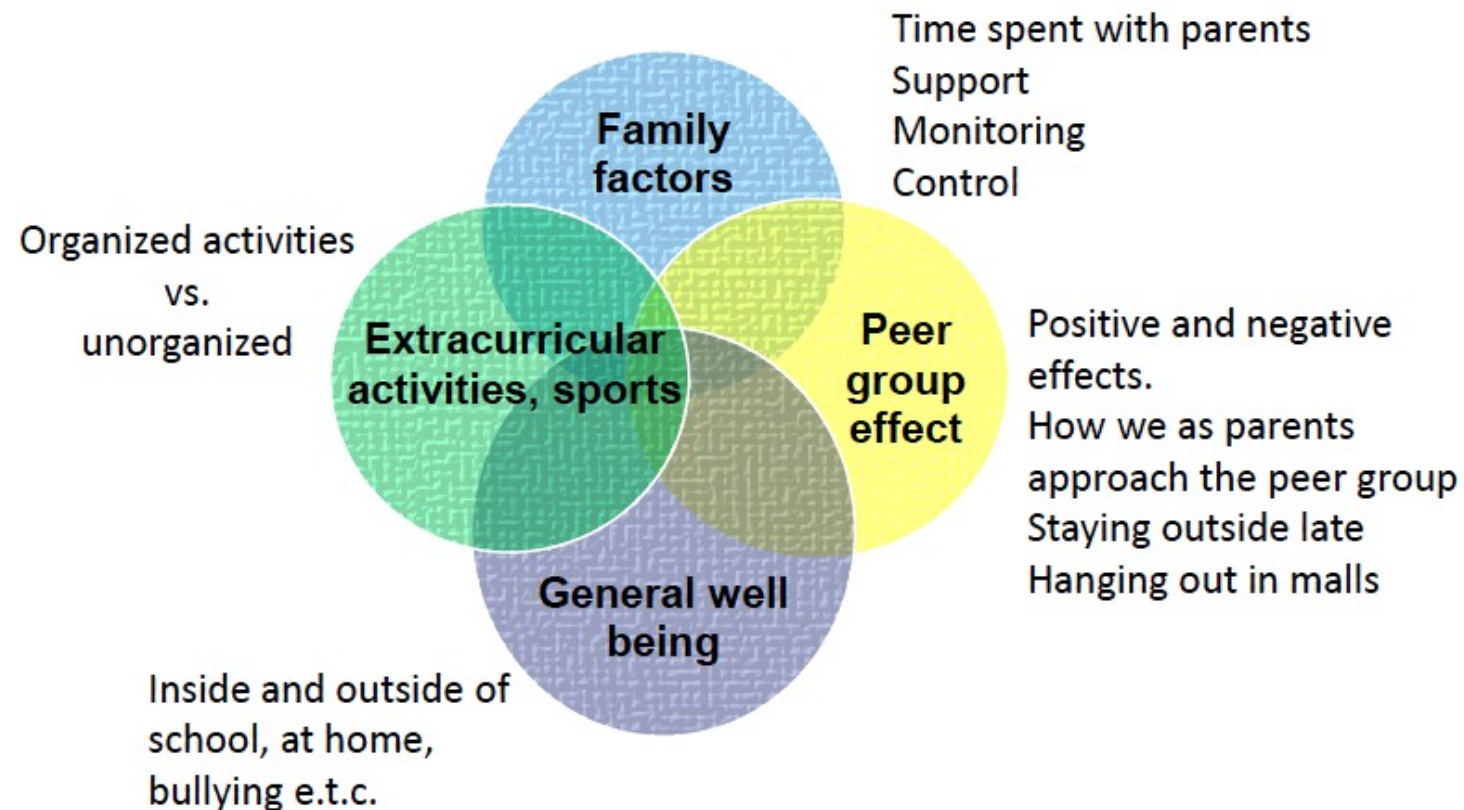 Time spent with parents
Support
Monitoring
Control
Family
factors
Organized activities
vs.
unorganized
Extracurricular
activities, sports
Peer
group
effect
Positive and negative
effects.
How we as parents
approach the peer group
Staying outside late
Hanging out in malls
General well
being
Inside and outside of
school, at home,
bullying e.t.c.